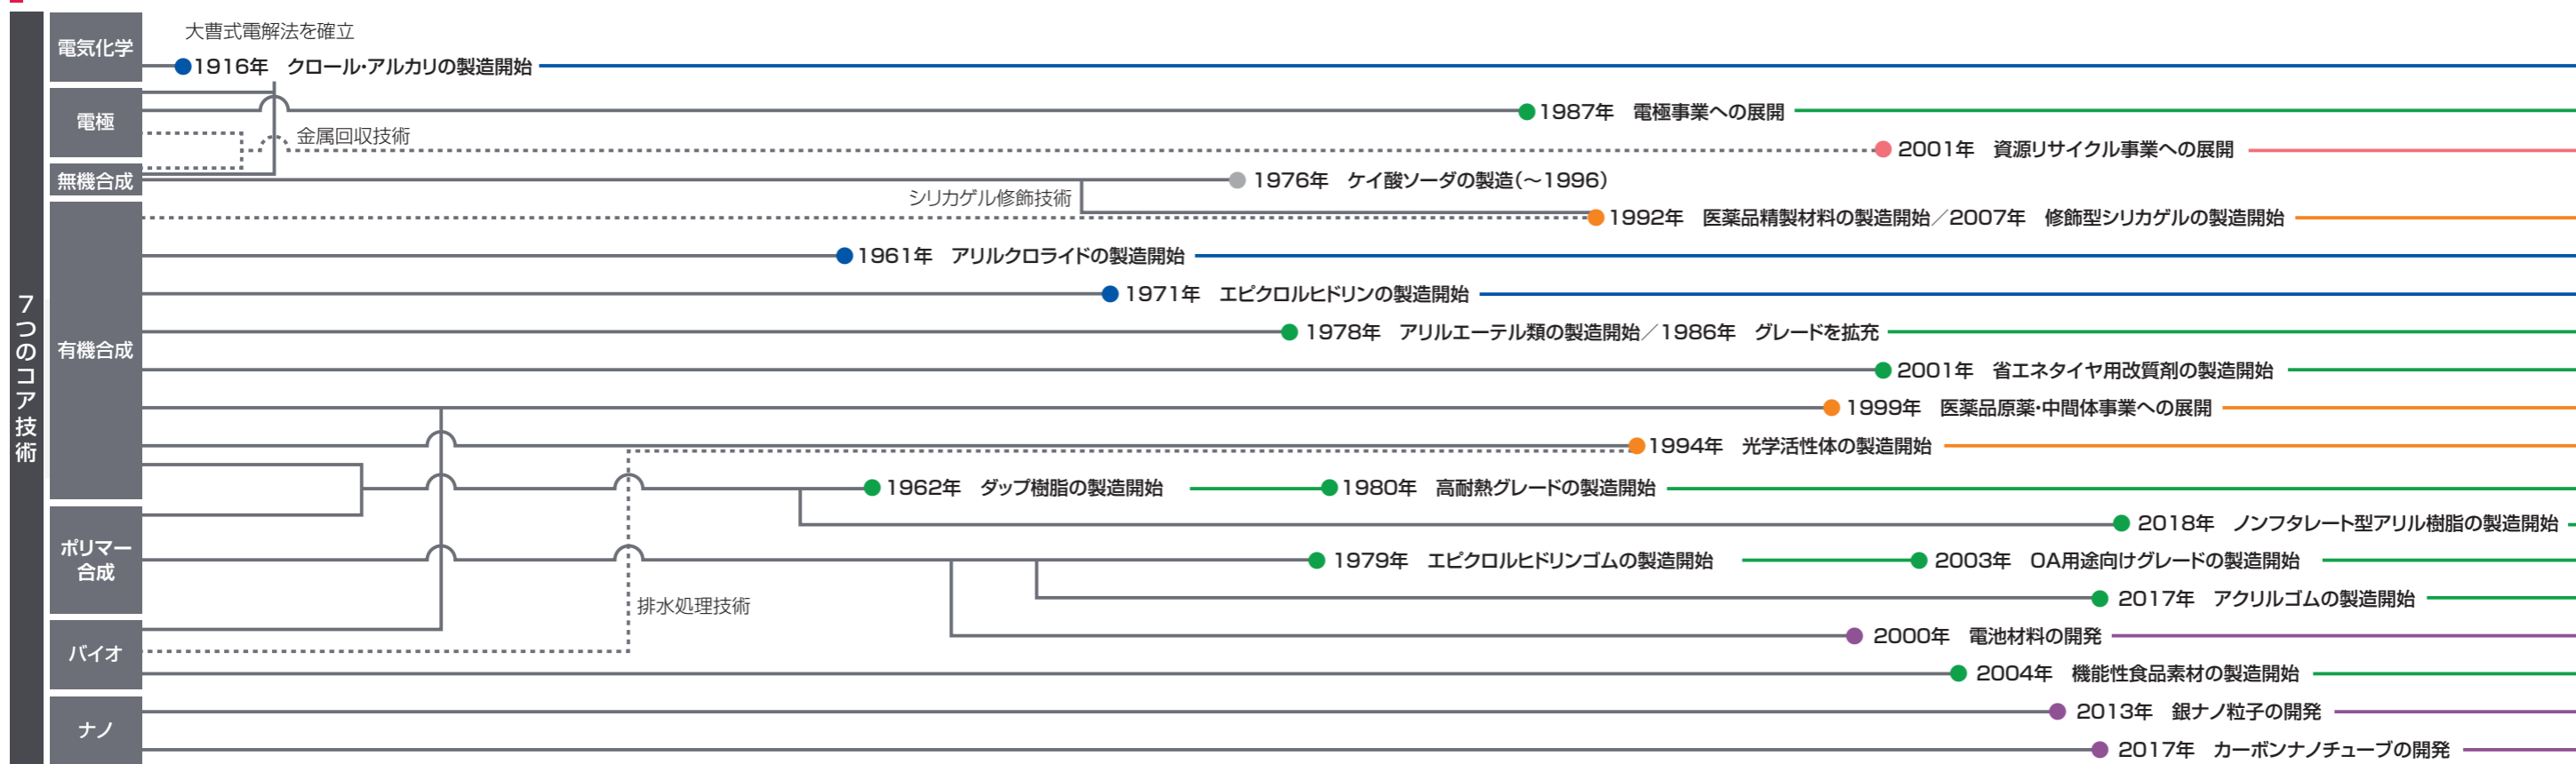 7つのコア技術
電気化学
大曹式電解法を確立
1916年 クロール・アルカリの製造開始
電極
1987年 電極事業への展開
金属回収技術
2001年 資源リサイクル事業への展開
無機合成
1976年 ケイ酸ソーダの製造(～1996)
シリカゲル修飾技術
1992年 医薬品精製材料の製造開始／2007年 修飾型シリカゲルの製造開始
有機合成
1961年 アリルクロライドの製造開始
1971年 エピクロルヒドリンの製造開始
1978年 アリルエーテル類の製造開始／1986年 グレードを拡充
2001年 省エネタイヤ用改質剤の製造開始
1999年 医薬品原薬・中間体事業への展開
1994年 光学活性体の製造開始
1962年 ダップ樹脂の製造開始 1980年 高耐熱グレードの製造開始
2018年 ノンフタレート型アリル樹脂の製造開始
ポリマー
合成
1979年 エピクロルヒドリンゴムの製造開始 2003年 OA用途向けグレードの製造開始
2017年 アクリルゴムの製造開始
排水処理技術
2000年 電池材料の開発
バイオ
2004年 機能性食品素材の製造開始
ナノ
2013年 銀ナノ粒子の開発
2017年 カーボンナノチューブの開発